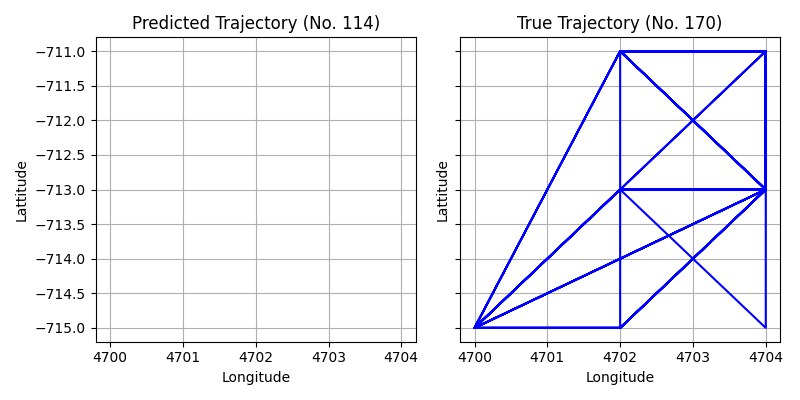 Predicted Trajectory (No. 114)
−711.0
−711.5
−712.0
−712.5
−713.0
−713.5
−714.0
−714.5
−715.0
Lattitude
4700 4701 4702 4703 4704
Longitude
True Trajectory (No. 170)
Lattitude
4700 4701 4702 4703 4704
Longitude